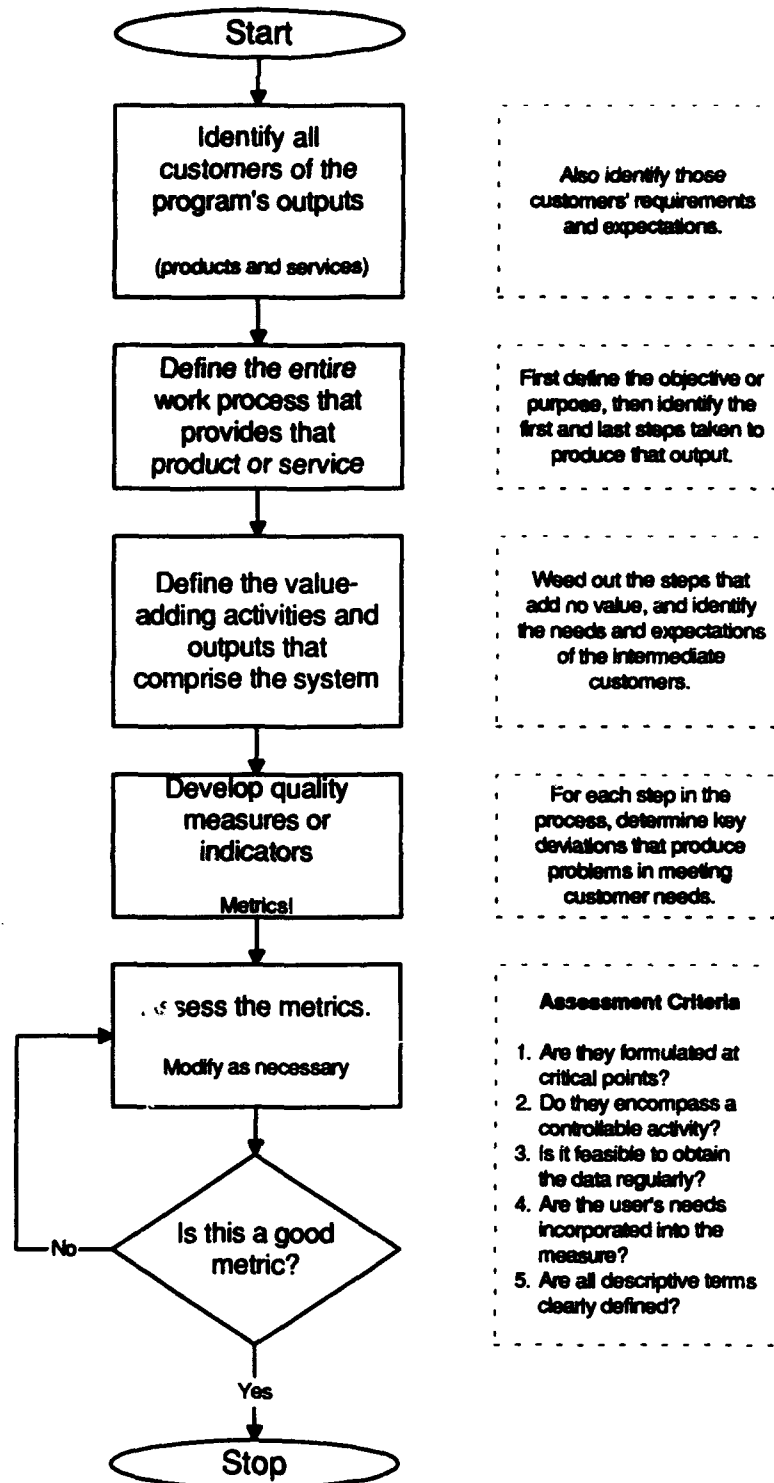 Start
Identify all
customers of the
program's outputs
(products and services)
Also identify those
customers' requirements
and expectations.
Define the entire
work process that
provides that
product or service
First define the objective or
purpose, then identify the
first and last steps taken to
produce that output.
Define the value-
adding activities and
outputs that
comprise the system
Weed out the steps that
add no value, and identify
the needs and expectations
of the intermediate
customers.
Develop quality
measures or
indicators
Metrics!
For each step in the
process, determine key
deviations that produce
problems in meeting
customer needs.
Assess the metrics.
Modify as necessary
Assessment Criteria
1. Are they formulated at
critical points?
2. Do they encompass a
controllable activity?
3. Is it feasible to obtain
the data regularly?
4. Are the user's needs
incorporated into the
measure?
5. Are all descriptive terms
clearly defined?
Is this a good
metric?
No
Yes
Stop